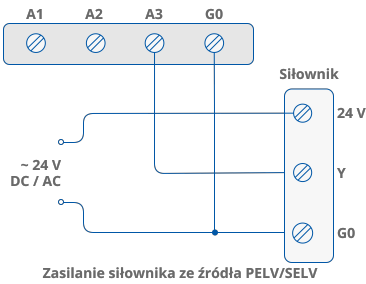 A1 A2 A3 G0
Siłownik
24 V
~ 24 V
DC / AC
Y
G0
Zasilanie siłownika ze źródła PELV/SELV